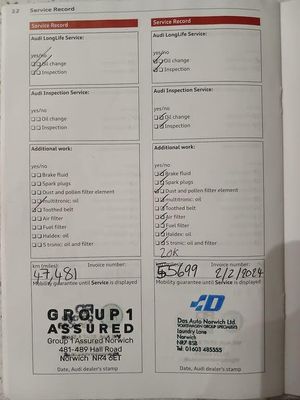 22 Service Record
Service Record
Audi LongLife Service:
yes/no
Oil change
Inspection
Audi Inspection Service:
yes/no
Oil change
Inspection
Additional work:
yes/no
Brake fluid
Spark plugs
Dust and pollen filter element
multitronic: oil
Toothed belt
Air filter
Fuel filter
Haldex: oil
S tronic: oil and filter
km (miles): Invoice number:
47,481
Mobility guarantee until Service is displayed
GROUP 1
ASSURED
Group 1 Assured Norwich
481-489 Hall Road
Norwich NR4 6ET
Date, Audi dealer's stamp
Service Record
Audi LongLife Service:
yes/no
Oil change
Inspection
Audi Inspection Service:
yes/no
Oil change
Inspection
Additional work:
yes/no
Brake fluid
Spark plugs
Dust and pollen filter element
multitronic: oil
Toothed belt
Air filter
Fuel filter
Haldex: oil
S tronic: oil and filter
20K
Invoice number:
55699 2/2/2024
Mobility guarantee until Service is displayed
Das Auto Norwich Ltd
VOLKSWAGEN GROUP SPECIALISTS
Laundry Lane
Norwich
Tel: 01603 485555
Date, Audi dealer's stamp